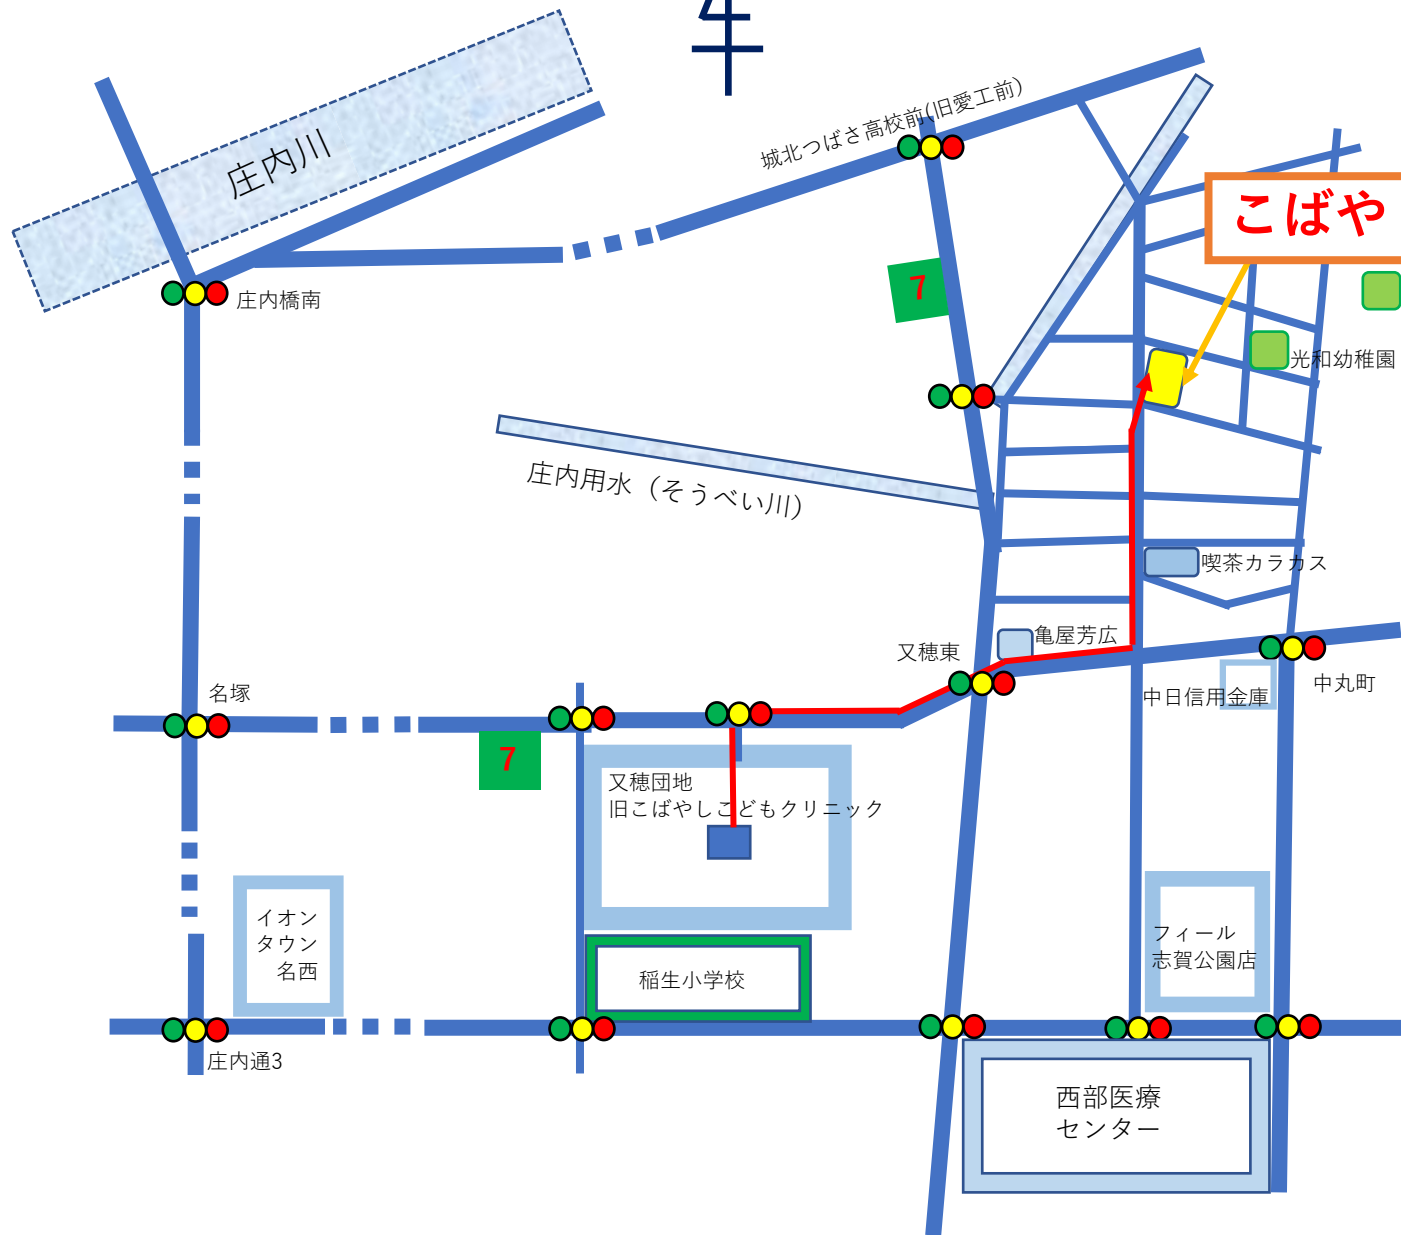 城北つばさ高校前(旧愛工前)
庄内川
こばや
庄内橋南
7
光和幼稚園
庄内用水（そうべい川）
喫茶カラカス
亀屋芳広
又穂東
名塚
中日信用金庫
中丸町
7
又穂団地
旧こばやしこどもクリニック
イオン
タウン
名西
フィール
志賀公園店
稲生小学校
庄内通3
西部医療
センター